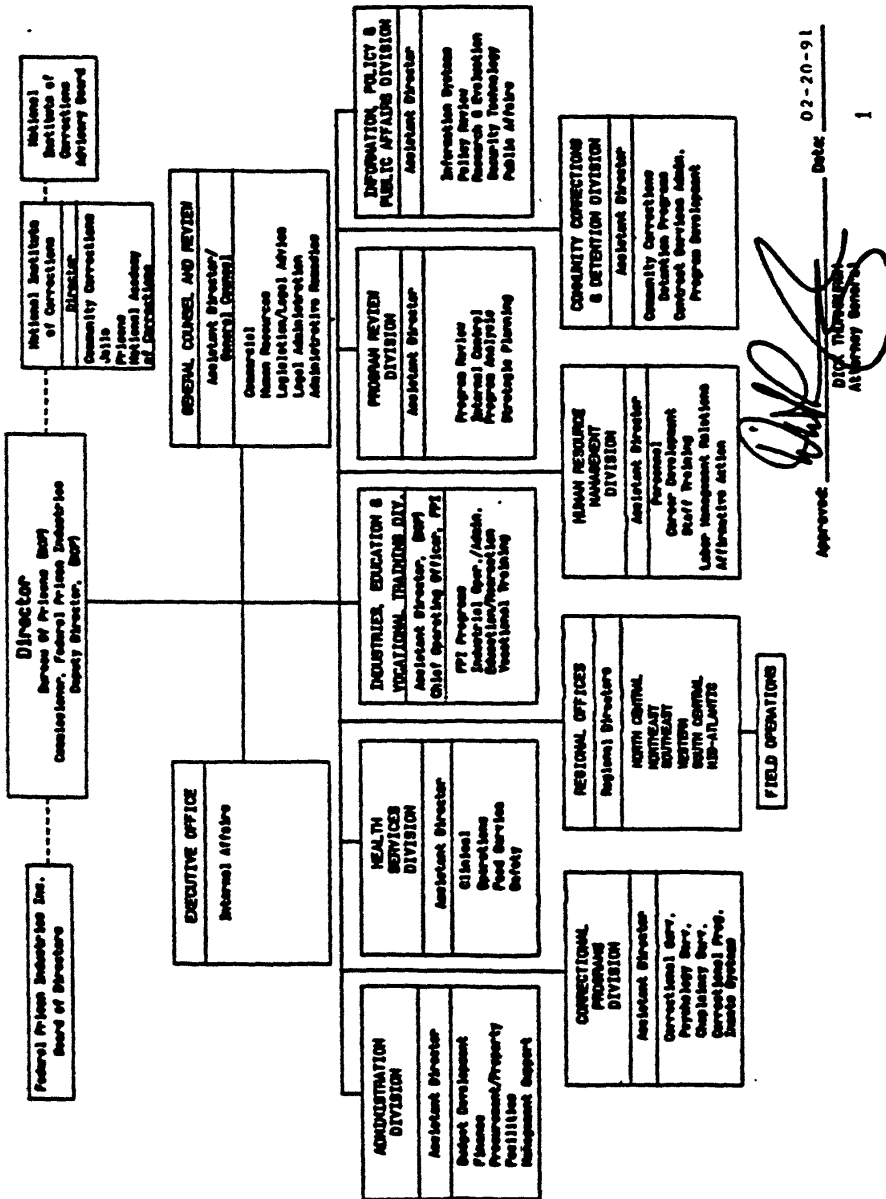 Federal Prison Industries Inc.
Board of Directors
Director
Bureau Of Prisons (BOP)
Commissioner, Federal Prison Industries
Deputy Director, (BOP)
National Institute
of Corrections
Director
Community Corrections
Jails
Prisons
National Academy
of Corrections
National
Institute of
Corrections
Advisory Board
EXECUTIVE OFFICE
Internal Affairs
GENERAL COUNSEL AND REVIEW
Assistant Director/
General Counsel
Commercial
Human Resources
Legislation/Legal Advice
Legal Administration
Administrative Remedies
ADMINISTRATION
DIVISION
Assistant Director
Budget Development
Finance
Procurement/Property
Facilities
Management Support
HEALTH
SERVICES
DIVISION
Assistant Director
Clinical
Operations
Food Service
Safety
INDUSTRIES, EDUCATION &
VOCATIONAL TRAINING DIV.
Assistant Director, (BOP)
Chief Operating Officer, FPI
FPI Programs
Industrial Oper./Admin.
Education/Recreation
Vocational Training
PROGRAM REVIEW
DIVISION
Assistant Director
Program Review
Internal Control
Program Analysis
Strategic Planning
INFORMATION, POLICY &
PUBLIC AFFAIRS DIVISION
Assistant Director
Information Systems
Policy Review
Research & Evaluation
Security Technology
Public Affairs
CORRECTIONAL
PROGRAMS
DIVISION
Assistant Director
Correctional Serv.
Psychology Serv.
Chaplaincy Serv.
Correctional Prog.
Inmate Systems
REGIONAL OFFICES
Regional Directors
NORTH CENTRAL
NORTHEAST
SOUTHEAST
WESTERN
SOUTH CENTRAL
MID-ATLANTIC
FIELD OPERATIONS
HUMAN RESOURCE
MANAGEMENT
DIVISION
Assistant Director
Personnel
Career Development
Staff Training
Labor Management Relations
Affirmative Action
COMMUNITY CORRECTIONS
& DETENTION DIVISION
Assistant Director
Community Corrections
Detention Programs
Contract Services Admin.
Program Development
Approved: Date: 02-20-91
DICK THORNBURGH
Attorney General
1